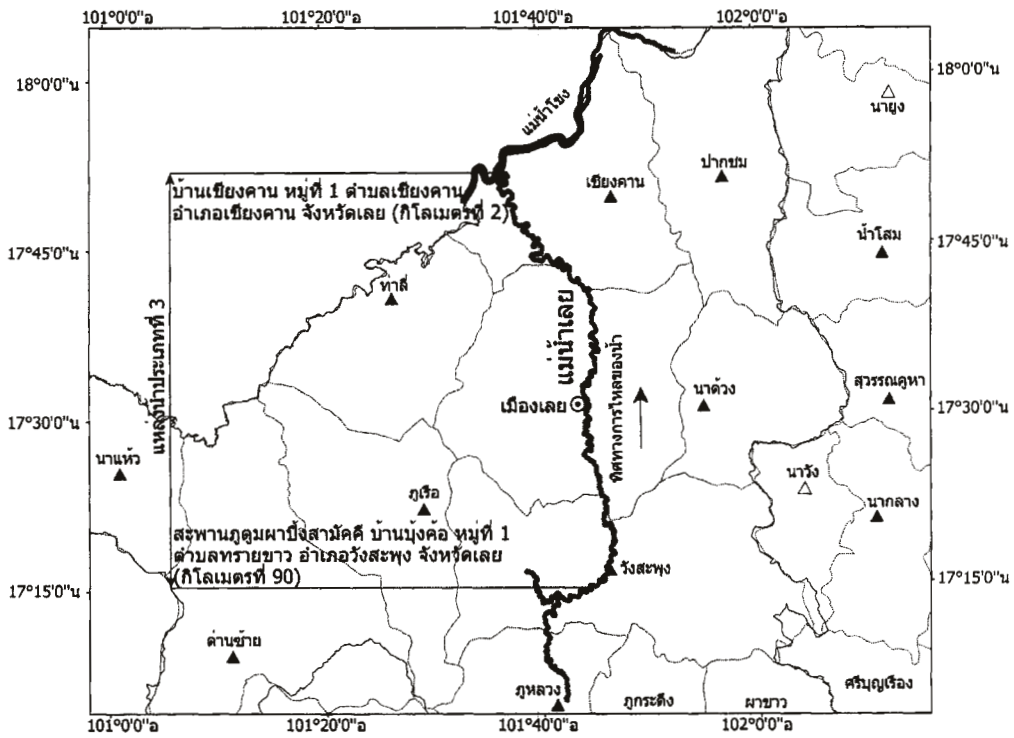 101°0'0"อ
101°20'0"อ
101°40'0"อ
102°0'0"อ
18°0'0"น
18°0'0"น
แม่น้ำโขง
นายูง
ปากชม
เชียงคาน
บ้านเชียงคาน หมู่ที่ 1 ตำบลเชียงคาน
อำเภอเชียงคาน จังหวัดเลย (กิโลเมตรที่ 2)
17°45'0"น
17°45'0"น
น้ำโสม
ท่าลี่
แหล่งน้ำประเภทที่ 3
แม่น้ำเลย
ทิศทางการไหลของน้ำ
เมืองเลย
นาด้วง
สุวรรณคูหา
17°30'0"น
17°30'0"น
นาแห้ว
ภูเรือ
นาวัง
นากลาง
สะพานภูดูมผาปิ้งสามัคคี บ้านบุ้งค้อ หมู่ที่ 1
ตำบลทรายขาว อำเภอวังสะพุง จังหวัดเลย
(กิโลเมตรที่ 90)
วังสะพุง
17°15'0"น
17°15'0"น
ด่านซ้าย
ภูหลวง
ภูกระดึง
ผาขาว
ศรีบุญเรือง
101°0'0"อ
101°20'0"อ
101°40'0"อ
102°0'0"อ